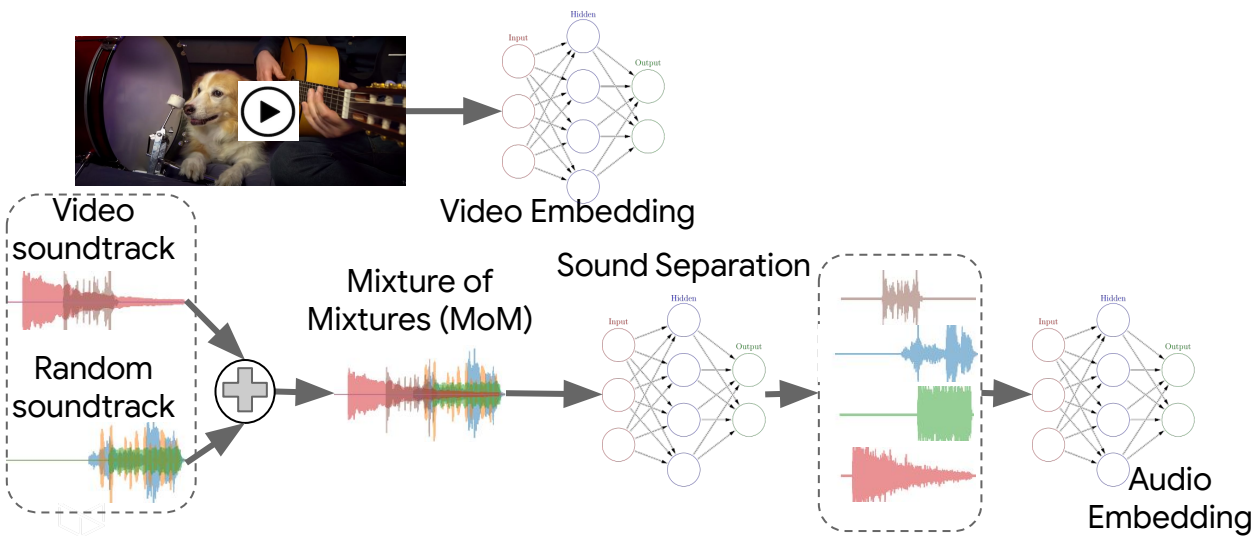 Hidden
Input
Output
Video Embedding
Video
soundtrack
Sound Separation
Mixture of
Mixtures (MoM)
Hidden
Input
Output
Hidden
Input
Output
Random
soundtrack
Audio
Embedding